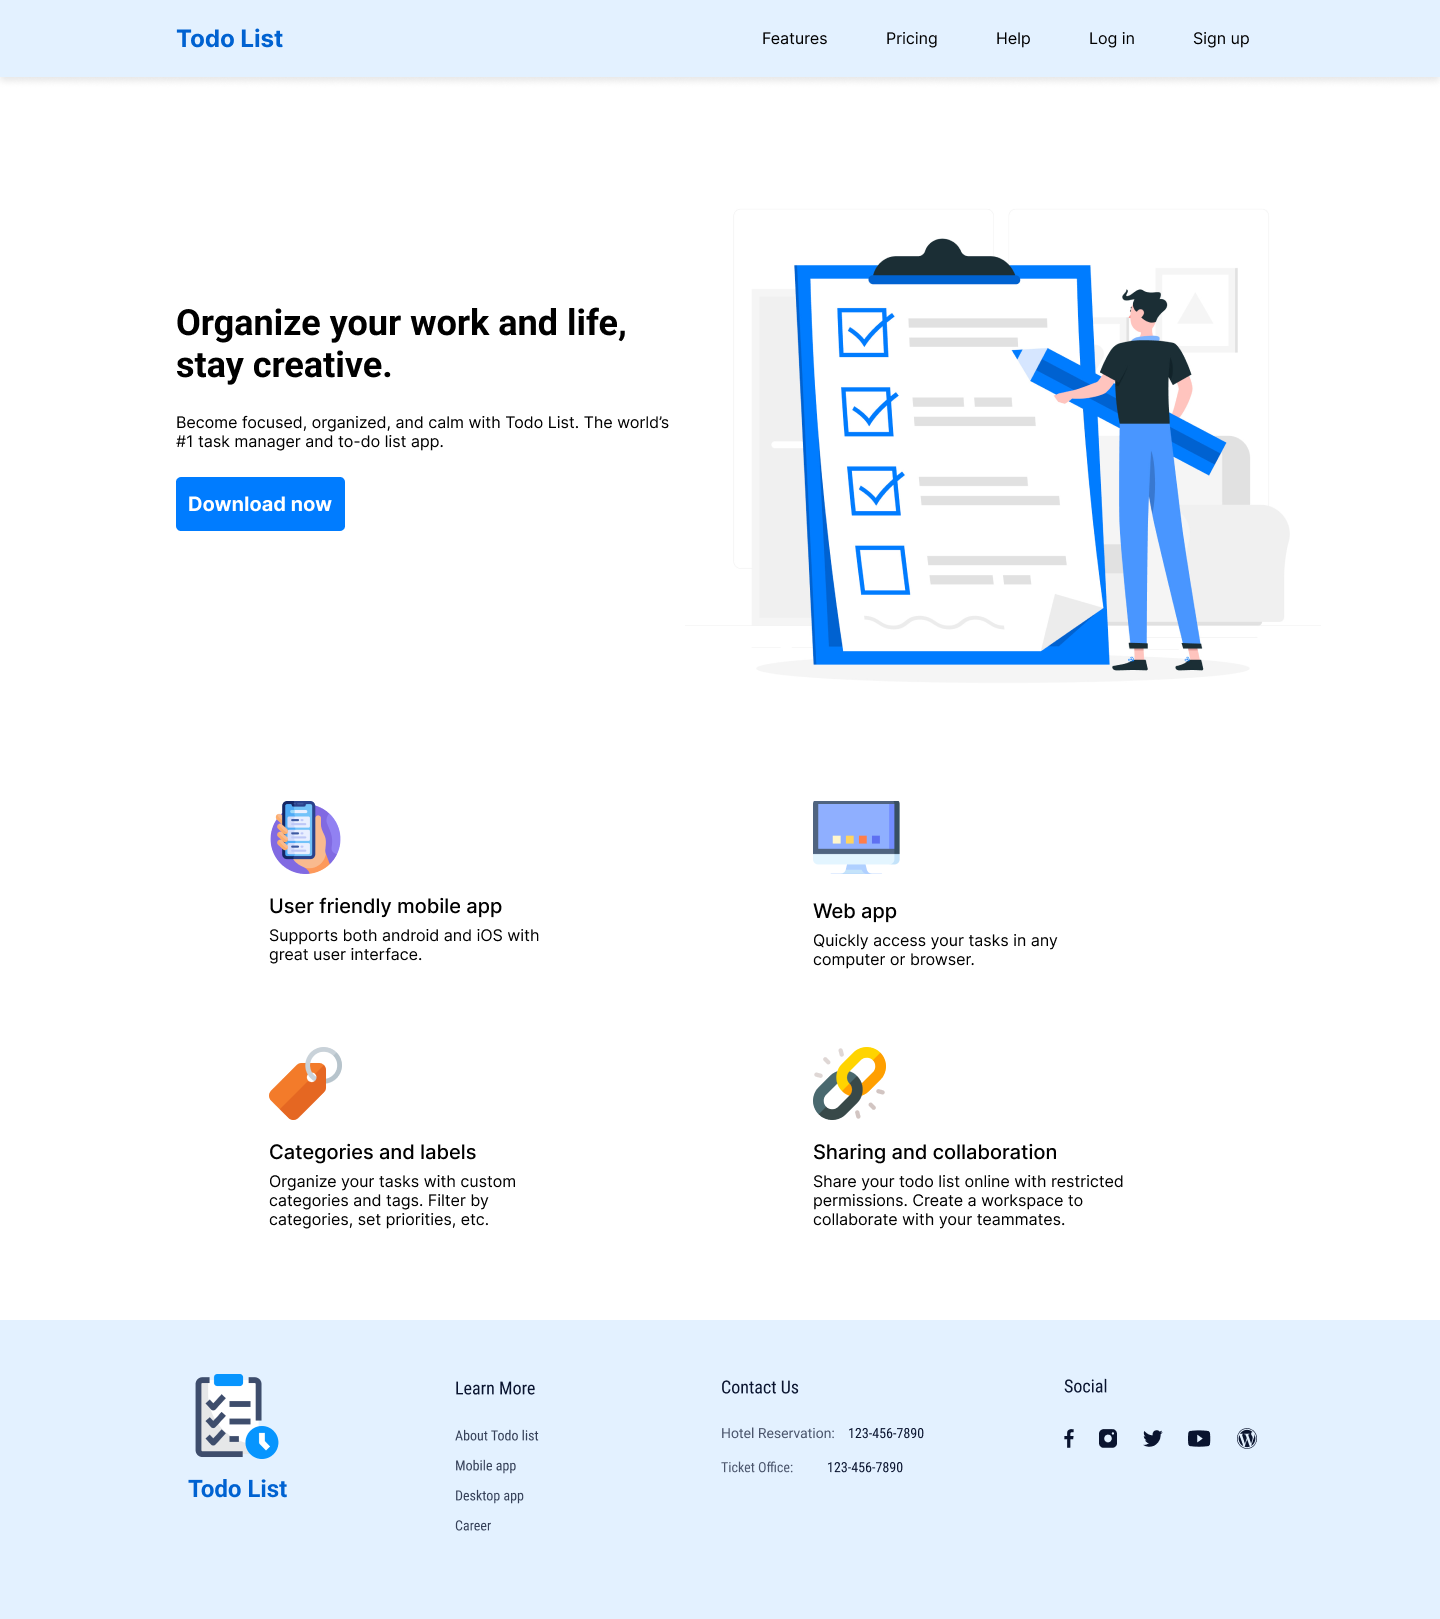 Todo List
Features
Pricing
Help
Log in
Sign up
Organize your work and life,
stay creative.
Become focused, organized, and calm with Todo List. The world’s
#1 task manager and to-do list app.
Download now
User friendly mobile app
Supports both android and iOS with
great user interface.
Web app
Quickly access your tasks in any
computer or browser.
Categories and labels
Organize your tasks with custom
categories and tags. Filter by
categories, set priorities, etc.
Sharing and collaboration
Share your todo list online with restricted
permissions. Create a workspace to
collaborate with your teammates.
Todo List
Learn More
About Todo list
Mobile app
Desktop app
Career
Contact Us
Hotel Reservation: 123-456-7890
Ticket Office: 123-456-7890
Social